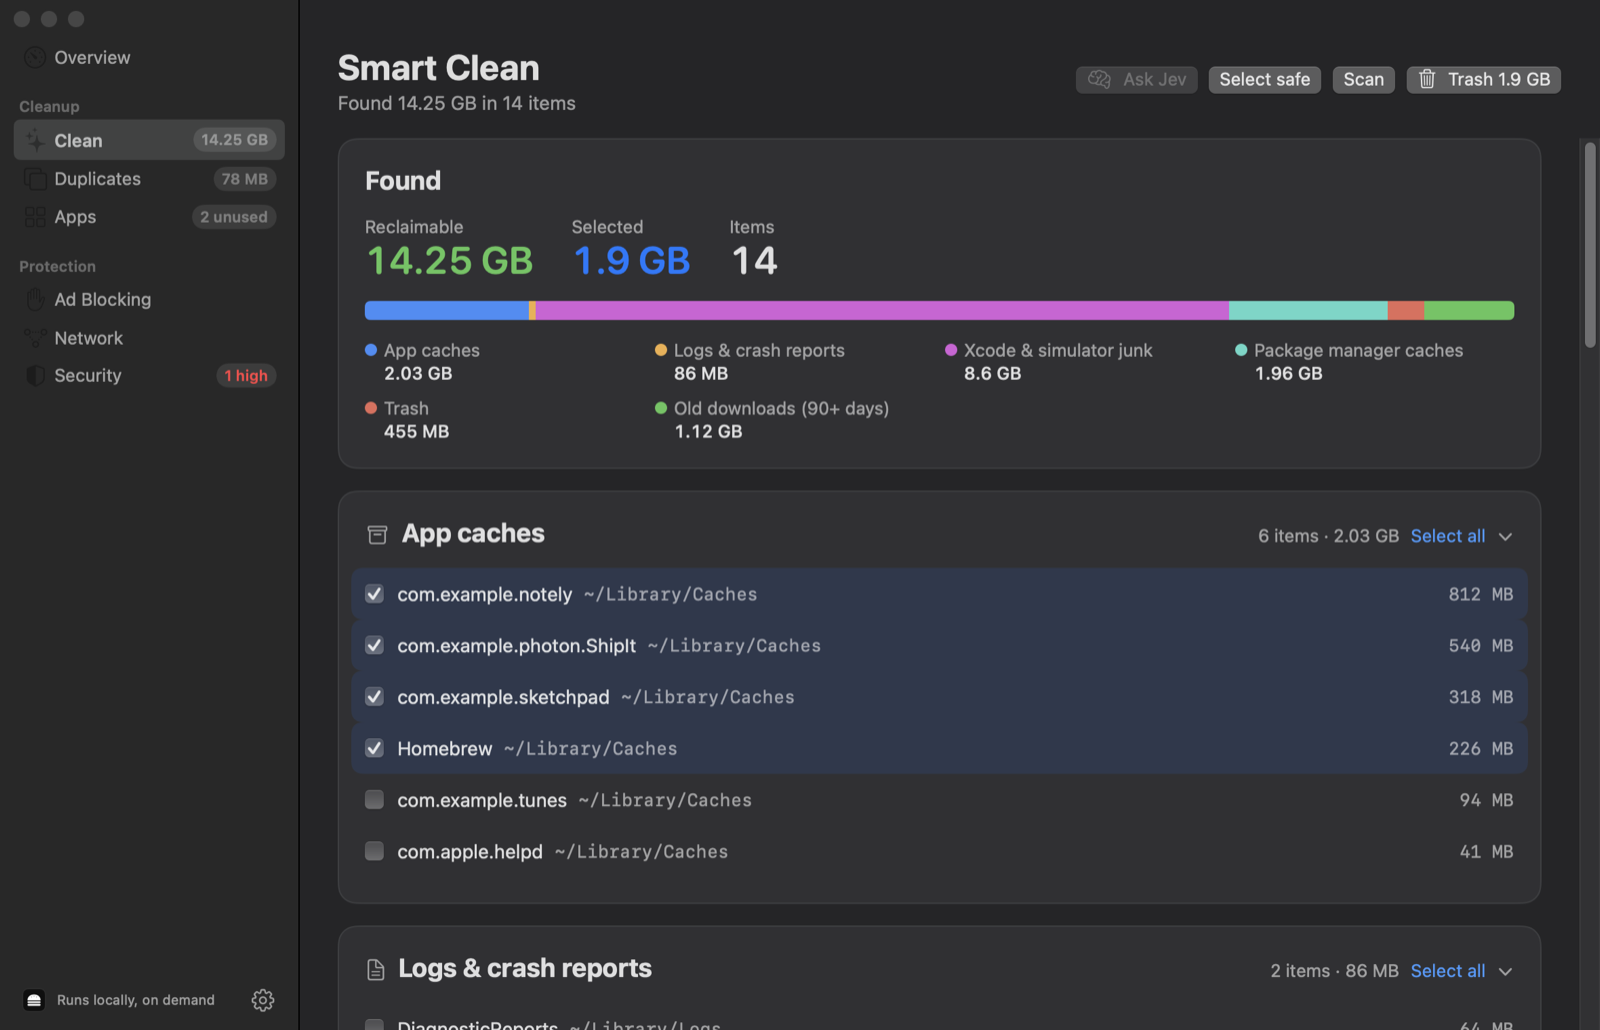 Overview
Cleanup
Clean 14.25 GB
Duplicates 78 MB
Apps 2 unused
Protection
Ad Blocking
Network
Security 1 high
Runs locally, on demand
Smart Clean
Found 14.25 GB in 14 items
Ask Jev Select safe Scan Trash 1.9 GB
Found
Reclaimable Selected Items
14.25 GB 1.9 GB 14
App caches Logs & crash reports Xcode & simulator junk Package manager caches
2.03 GB 86 MB 8.6 GB 1.96 GB
Trash Old downloads (90+ days)
455 MB 1.12 GB
App caches 6 items · 2.03 GB Select all
com.example.notely ~/Library/Caches 812 MB
com.example.photon.ShipIt ~/Library/Caches 540 MB
com.example.sketchpad ~/Library/Caches 318 MB
Homebrew ~/Library/Caches 226 MB
com.example.tunes ~/Library/Caches 94 MB
com.apple.helpd ~/Library/Caches 41 MB
Logs & crash reports 2 items · 86 MB Select all
DiagnosticReports ~/Library/Logs 64 MB